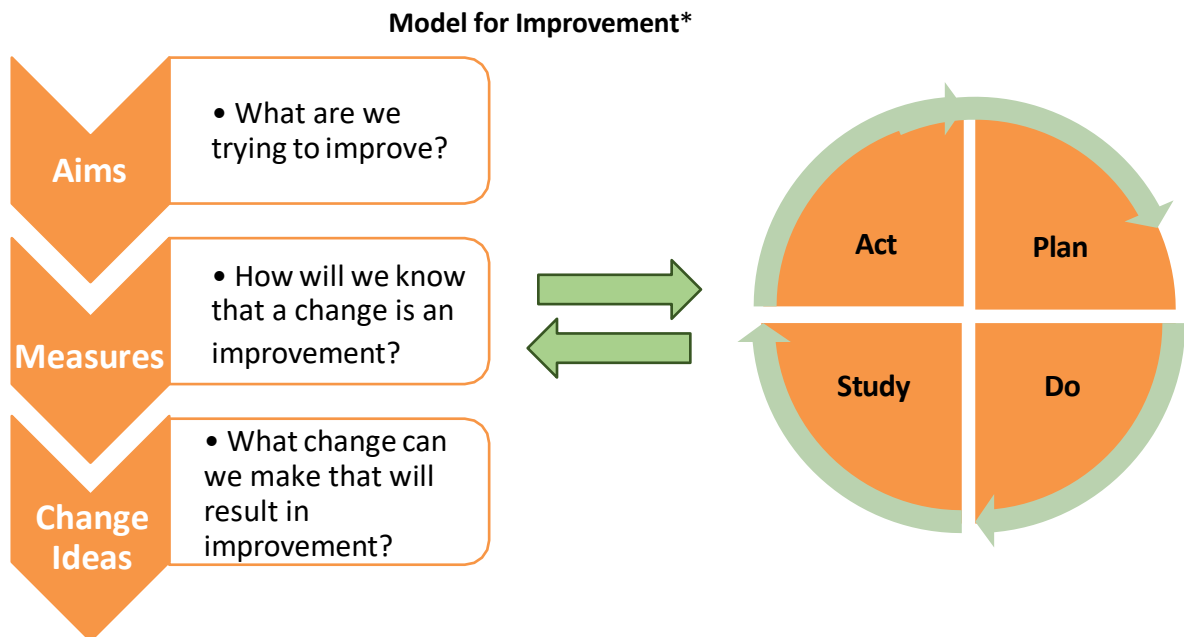 Model for Improvement*
Aims
• What are we
trying to improve?
Measures
• How will we know
that a change is an
improvement?
Change
Ideas
• What change can
we make that will
result in
improvement?
Act
Plan
Study
Do